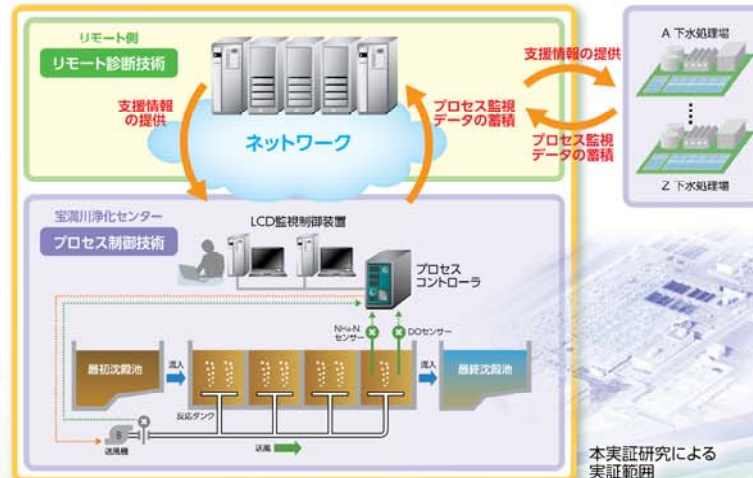 リモート側
リモート診断技術
支援情報
の提供
ネットワーク
プロセス監視
データの蓄積
支援情報の提供
プロセス監視
データの蓄積
A 下水処理場
Z 下水処理場
宝満川浄化センター
プロセス制御技術
LCD監視制御装置
プロセス
コントローラ
NH₄-N
センサー
DOセンサー
最初沈殿池
流入
流入
最終沈殿池
反応タンク
B
送風機
送風
本実証研究による
実証範囲